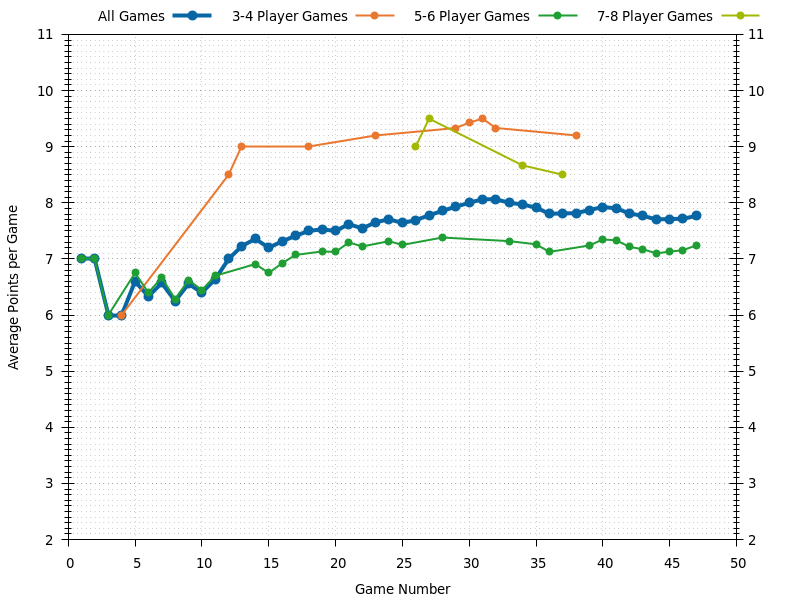 All Games 3-4 Player Games 5-6 Player Games 7-8 Player Games
11 11
10 10
9 9
8 8
7 7
6 6
5 5
4 4
3 3
2 2
Average Points per Game
0 5 10 15 20 25 30 35 40 45 50
Game Number